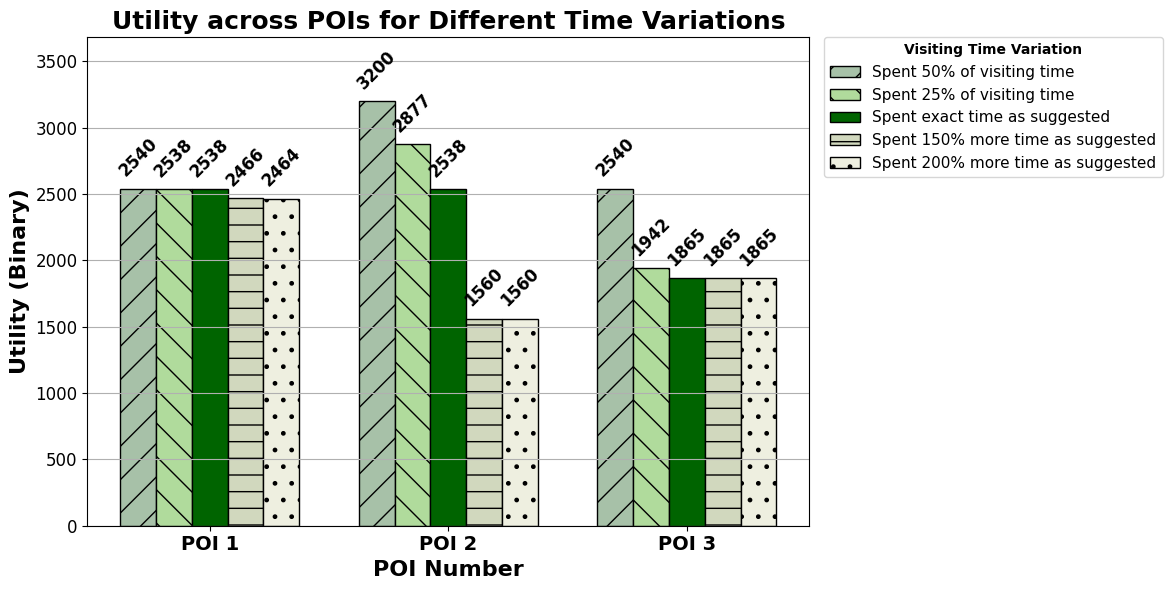 Utility across POIs for Different Time Variations
Utility (Binary)
3500
3000
2500
2000
1500
1000
500
0
2540
2538
2538
2466
2464
3200
2877
2538
1560
1560
2540
1942
1865
1865
1865
POI 1
POI 2
POI 3
POI Number
Visiting Time Variation
Spent 50% of visiting time
Spent 25% of visiting time
Spent exact time as suggested
Spent 150% more time as suggested
Spent 200% more time as suggested